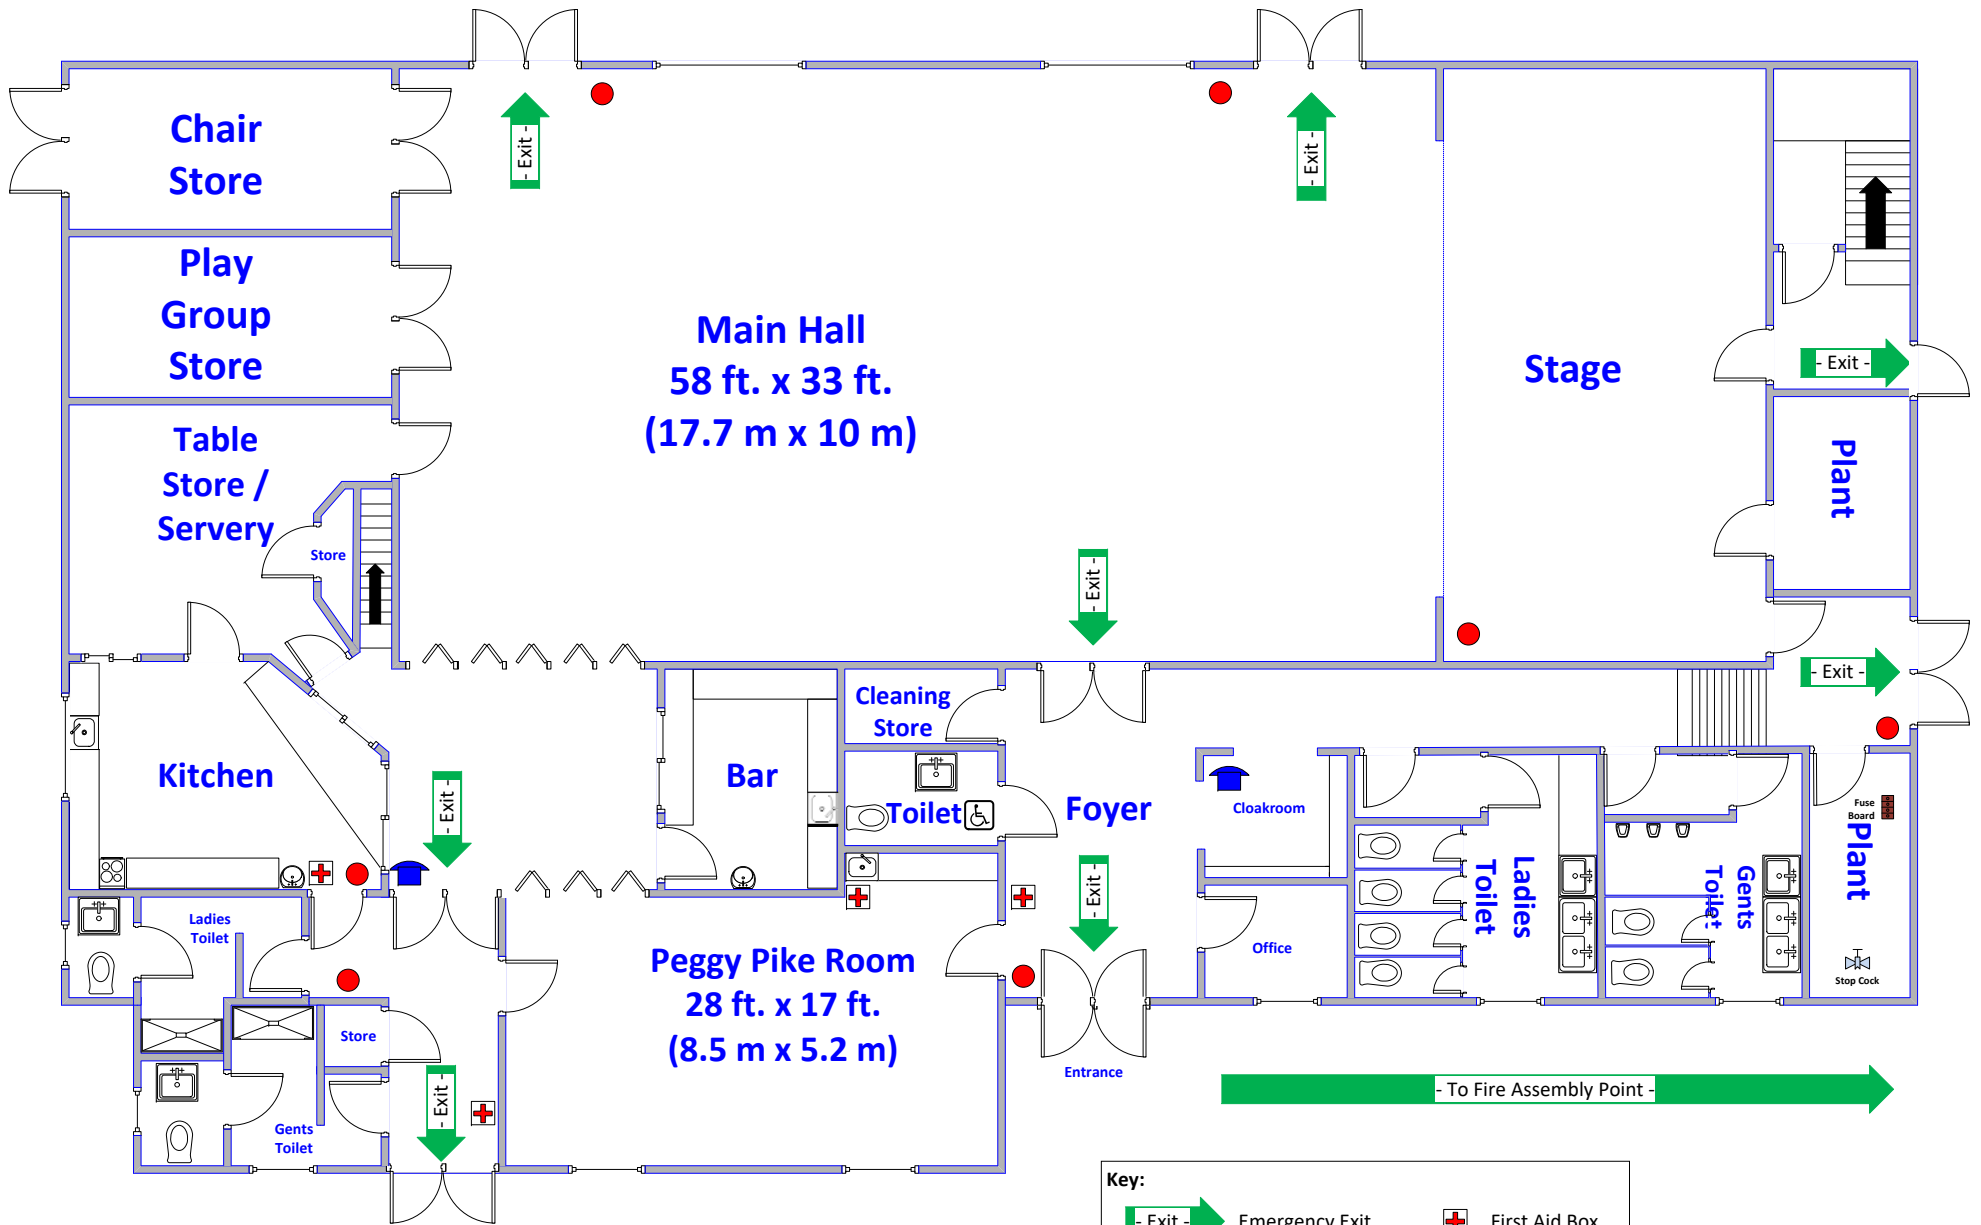 Chair
Store
- Exit -
- Exit -
Play
Group
Store
Main Hall
58 ft. x 33 ft.
(17.7 m x 10 m)
Stage
- Exit -
Table
Store /
Servery
Store
Plant
- Exit -
- Exit -
Cleaning
Store
Kitchen
- Exit -
Bar
Toilet
Foyer
Cloakroom
Ladies
Toilet
Gents
Toilet
Fuse
Board
Plant
Stop Cock
- Exit -
Office
Ladies
Toilet
Peggy Pike Room
28 ft. x 17 ft.
(8.5 m x 5.2 m)
Store
- Exit -
Gents
Toilet
Entrance
- To Fire Assembly Point -
Key:
- Exit -
Emergency Exit
First Aid Box